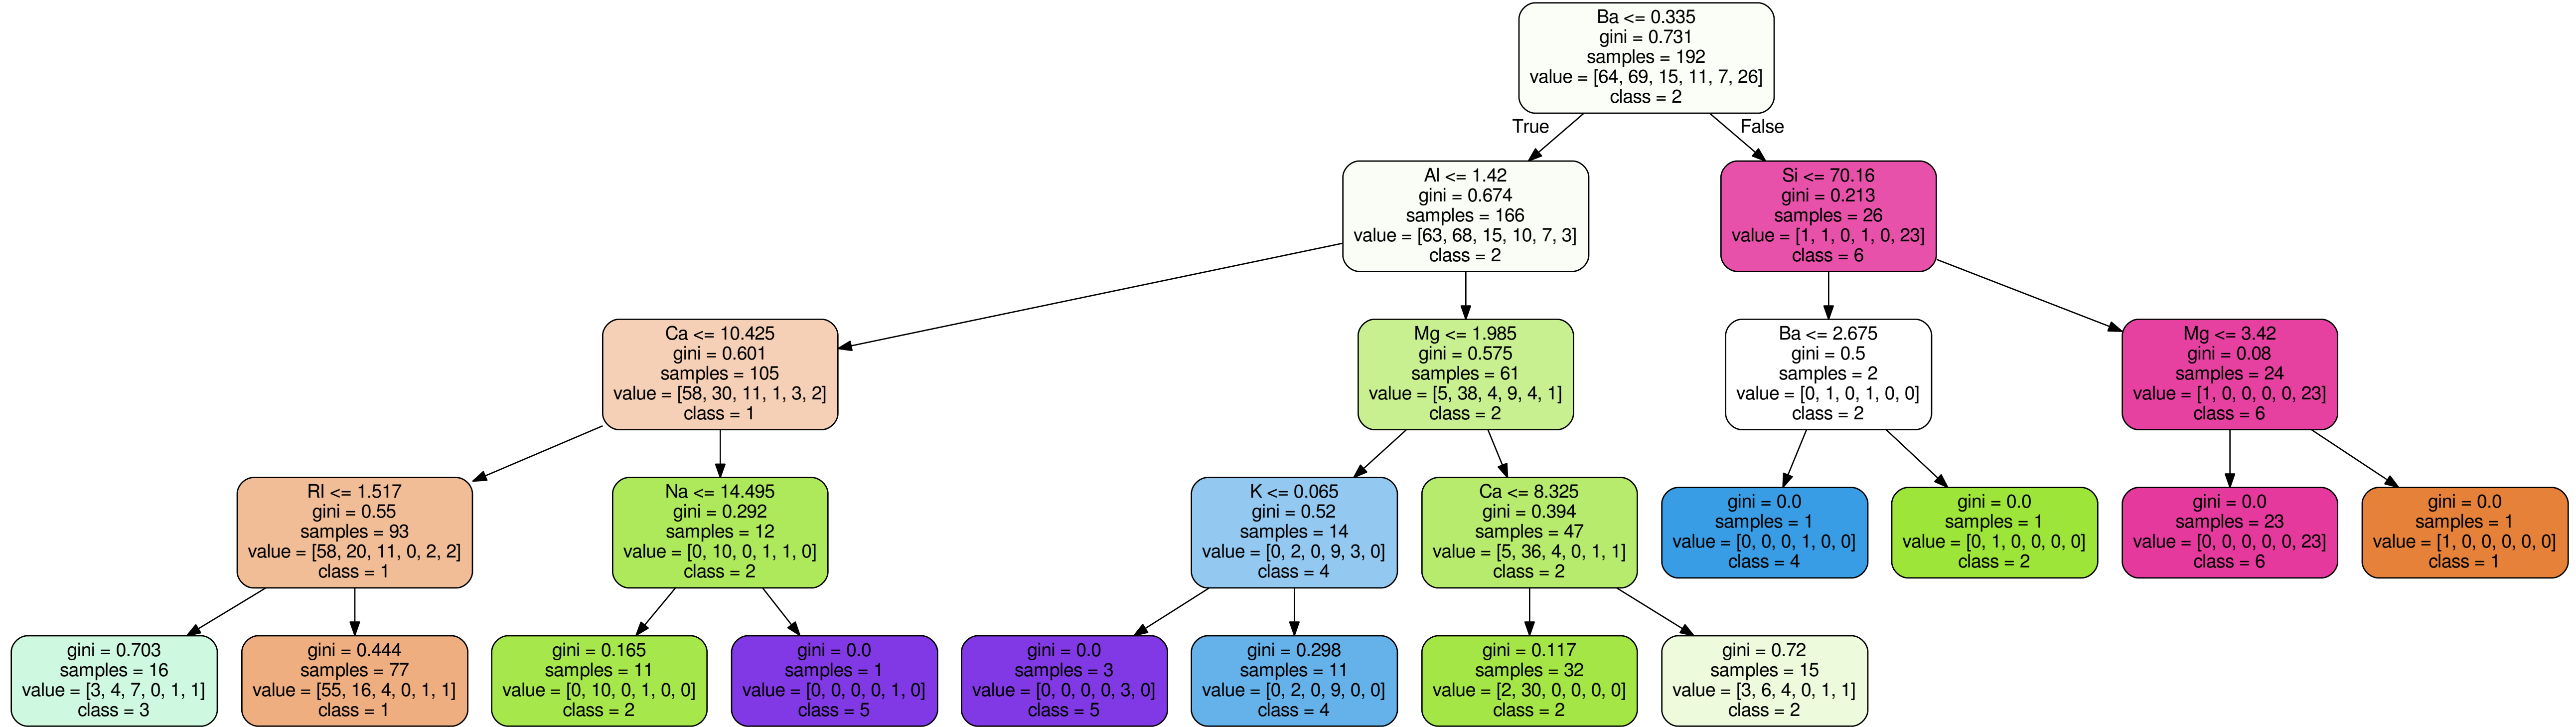 Ba <= 0.335
gini = 0.731
samples = 192
value = [64, 69, 15, 11, 7, 26]
class = 2
True
False
Al <= 1.42
gini = 0.674
samples = 166
value = [63, 68, 15, 10, 7, 3]
class = 2
Si <= 70.16
gini = 0.213
samples = 26
value = [1, 1, 0, 1, 0, 23]
class = 6
Ca <= 10.425
gini = 0.601
samples = 105
value = [58, 30, 11, 1, 3, 2]
class = 1
Mg <= 1.985
gini = 0.575
samples = 61
value = [5, 38, 4, 9, 4, 1]
class = 2
Ba <= 2.675
gini = 0.5
samples = 2
value = [0, 1, 0, 1, 0, 0]
class = 2
Mg <= 3.42
gini = 0.08
samples = 24
value = [1, 0, 0, 0, 0, 23]
class = 6
RI <= 1.517
gini = 0.55
samples = 93
value = [58, 20, 11, 0, 2, 2]
class = 1
Na <= 14.495
gini = 0.292
samples = 12
value = [0, 10, 0, 1, 1, 0]
class = 2
K <= 0.065
gini = 0.52
samples = 14
value = [0, 2, 0, 9, 3, 0]
class = 4
Ca <= 8.325
gini = 0.394
samples = 47
value = [5, 36, 4, 0, 1, 1]
class = 2
gini = 0.0
samples = 1
value = [0, 0, 0, 1, 0, 0]
class = 4
gini = 0.0
samples = 1
value = [0, 1, 0, 0, 0, 0]
class = 2
gini = 0.0
samples = 23
value = [0, 0, 0, 0, 0, 23]
class = 6
gini = 0.0
samples = 1
value = [1, 0, 0, 0, 0, 0]
class = 1
gini = 0.703
samples = 16
value = [3, 4, 7, 0, 1, 1]
class = 3
gini = 0.444
samples = 77
value = [55, 16, 4, 0, 1, 1]
class = 1
gini = 0.165
samples = 11
value = [0, 10, 0, 1, 0, 0]
class = 2
gini = 0.0
samples = 1
value = [0, 0, 0, 0, 1, 0]
class = 5
gini = 0.0
samples = 3
value = [0, 0, 0, 0, 3, 0]
class = 5
gini = 0.298
samples = 11
value = [0, 2, 0, 9, 0, 0]
class = 4
gini = 0.117
samples = 32
value = [2, 30, 0, 0, 0, 0]
class = 2
gini = 0.72
samples = 15
value = [3, 6, 4, 0, 1, 1]
class = 2